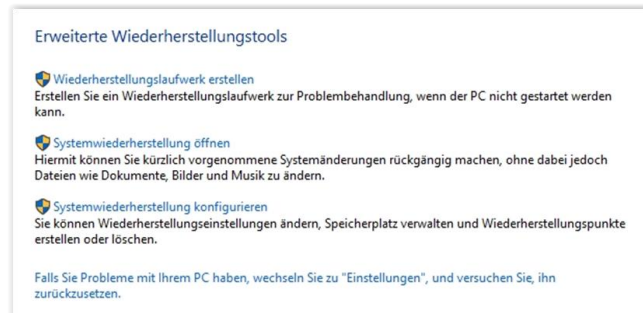 Erweiterte Wiederherstellungstools
Wiederherstellungslaufwerk erstellen
Erstellen Sie ein Wiederherstellungslaufwerk zur Problembehandlung, wenn der PC nicht gestartet werden
kann.
Systemwiederherstellung öffnen
Hiermit können Sie kürzlich vorgenommene Systemänderungen rückgängig machen, ohne dabei jedoch
Dateien wie Dokumente, Bilder und Musik zu ändern.
Systemwiederherstellung konfigurieren
Sie können Wiederherstellungseinstellungen ändern, Speicherplatz verwalten und Wiederherstellungspunkte
erstellen oder löschen.
Falls Sie Probleme mit Ihrem PC haben, wechseln Sie zu "Einstellungen", und versuchen Sie, ihn
zurückzusetzen.